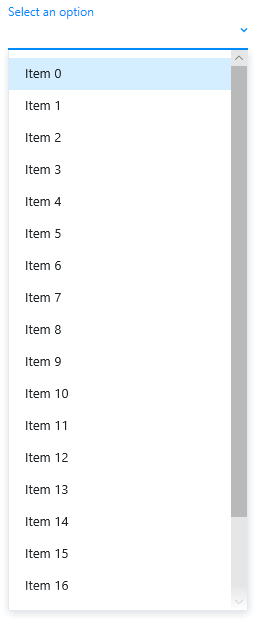 Select an option
Item 0
Item 1
Item 2
Item 3
Item 4
Item 5
Item 6
Item 7
Item 8
Item 9
Item 10
Item 11
Item 12
Item 13
Item 14
Item 15
Item 16